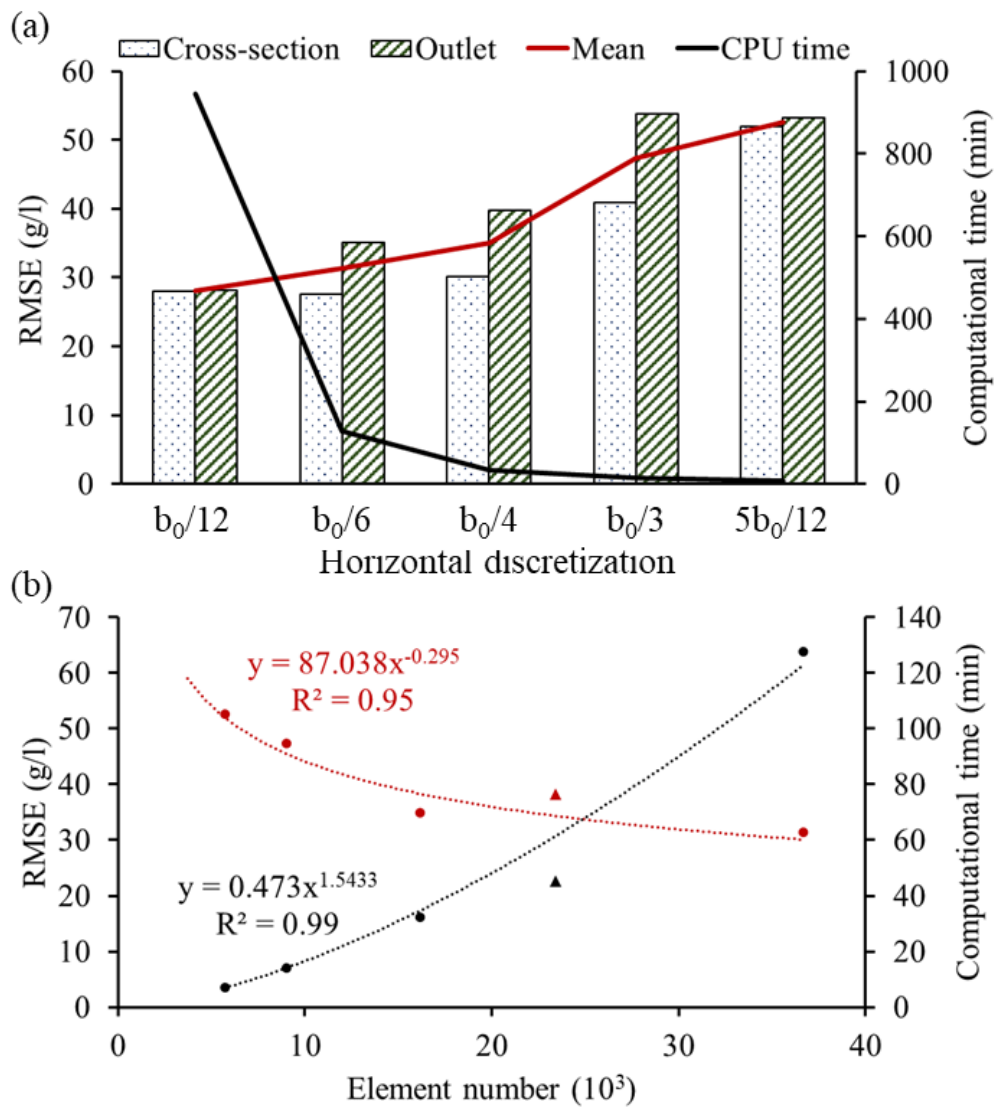 (a)
Cross-section Outlet Mean CPU time
60 1000
50 800
40 600
30
20 400
10 200
0 0
RMSE (g/l)
Computational time (min)
b₀/12 b₀/6 b₀/4 b₀/3 5b₀/12
Horizontal discretization
(b)
70 140
60 120
50 100
40 80
30 60
20 40
10 20
0 0
RMSE (g/l)
Computational time (min)
y = 87.038x^-0.295
R² = 0.95
y = 0.473x^1.5433
R² = 0.99
0 10 20 30 40
Element number (10³)